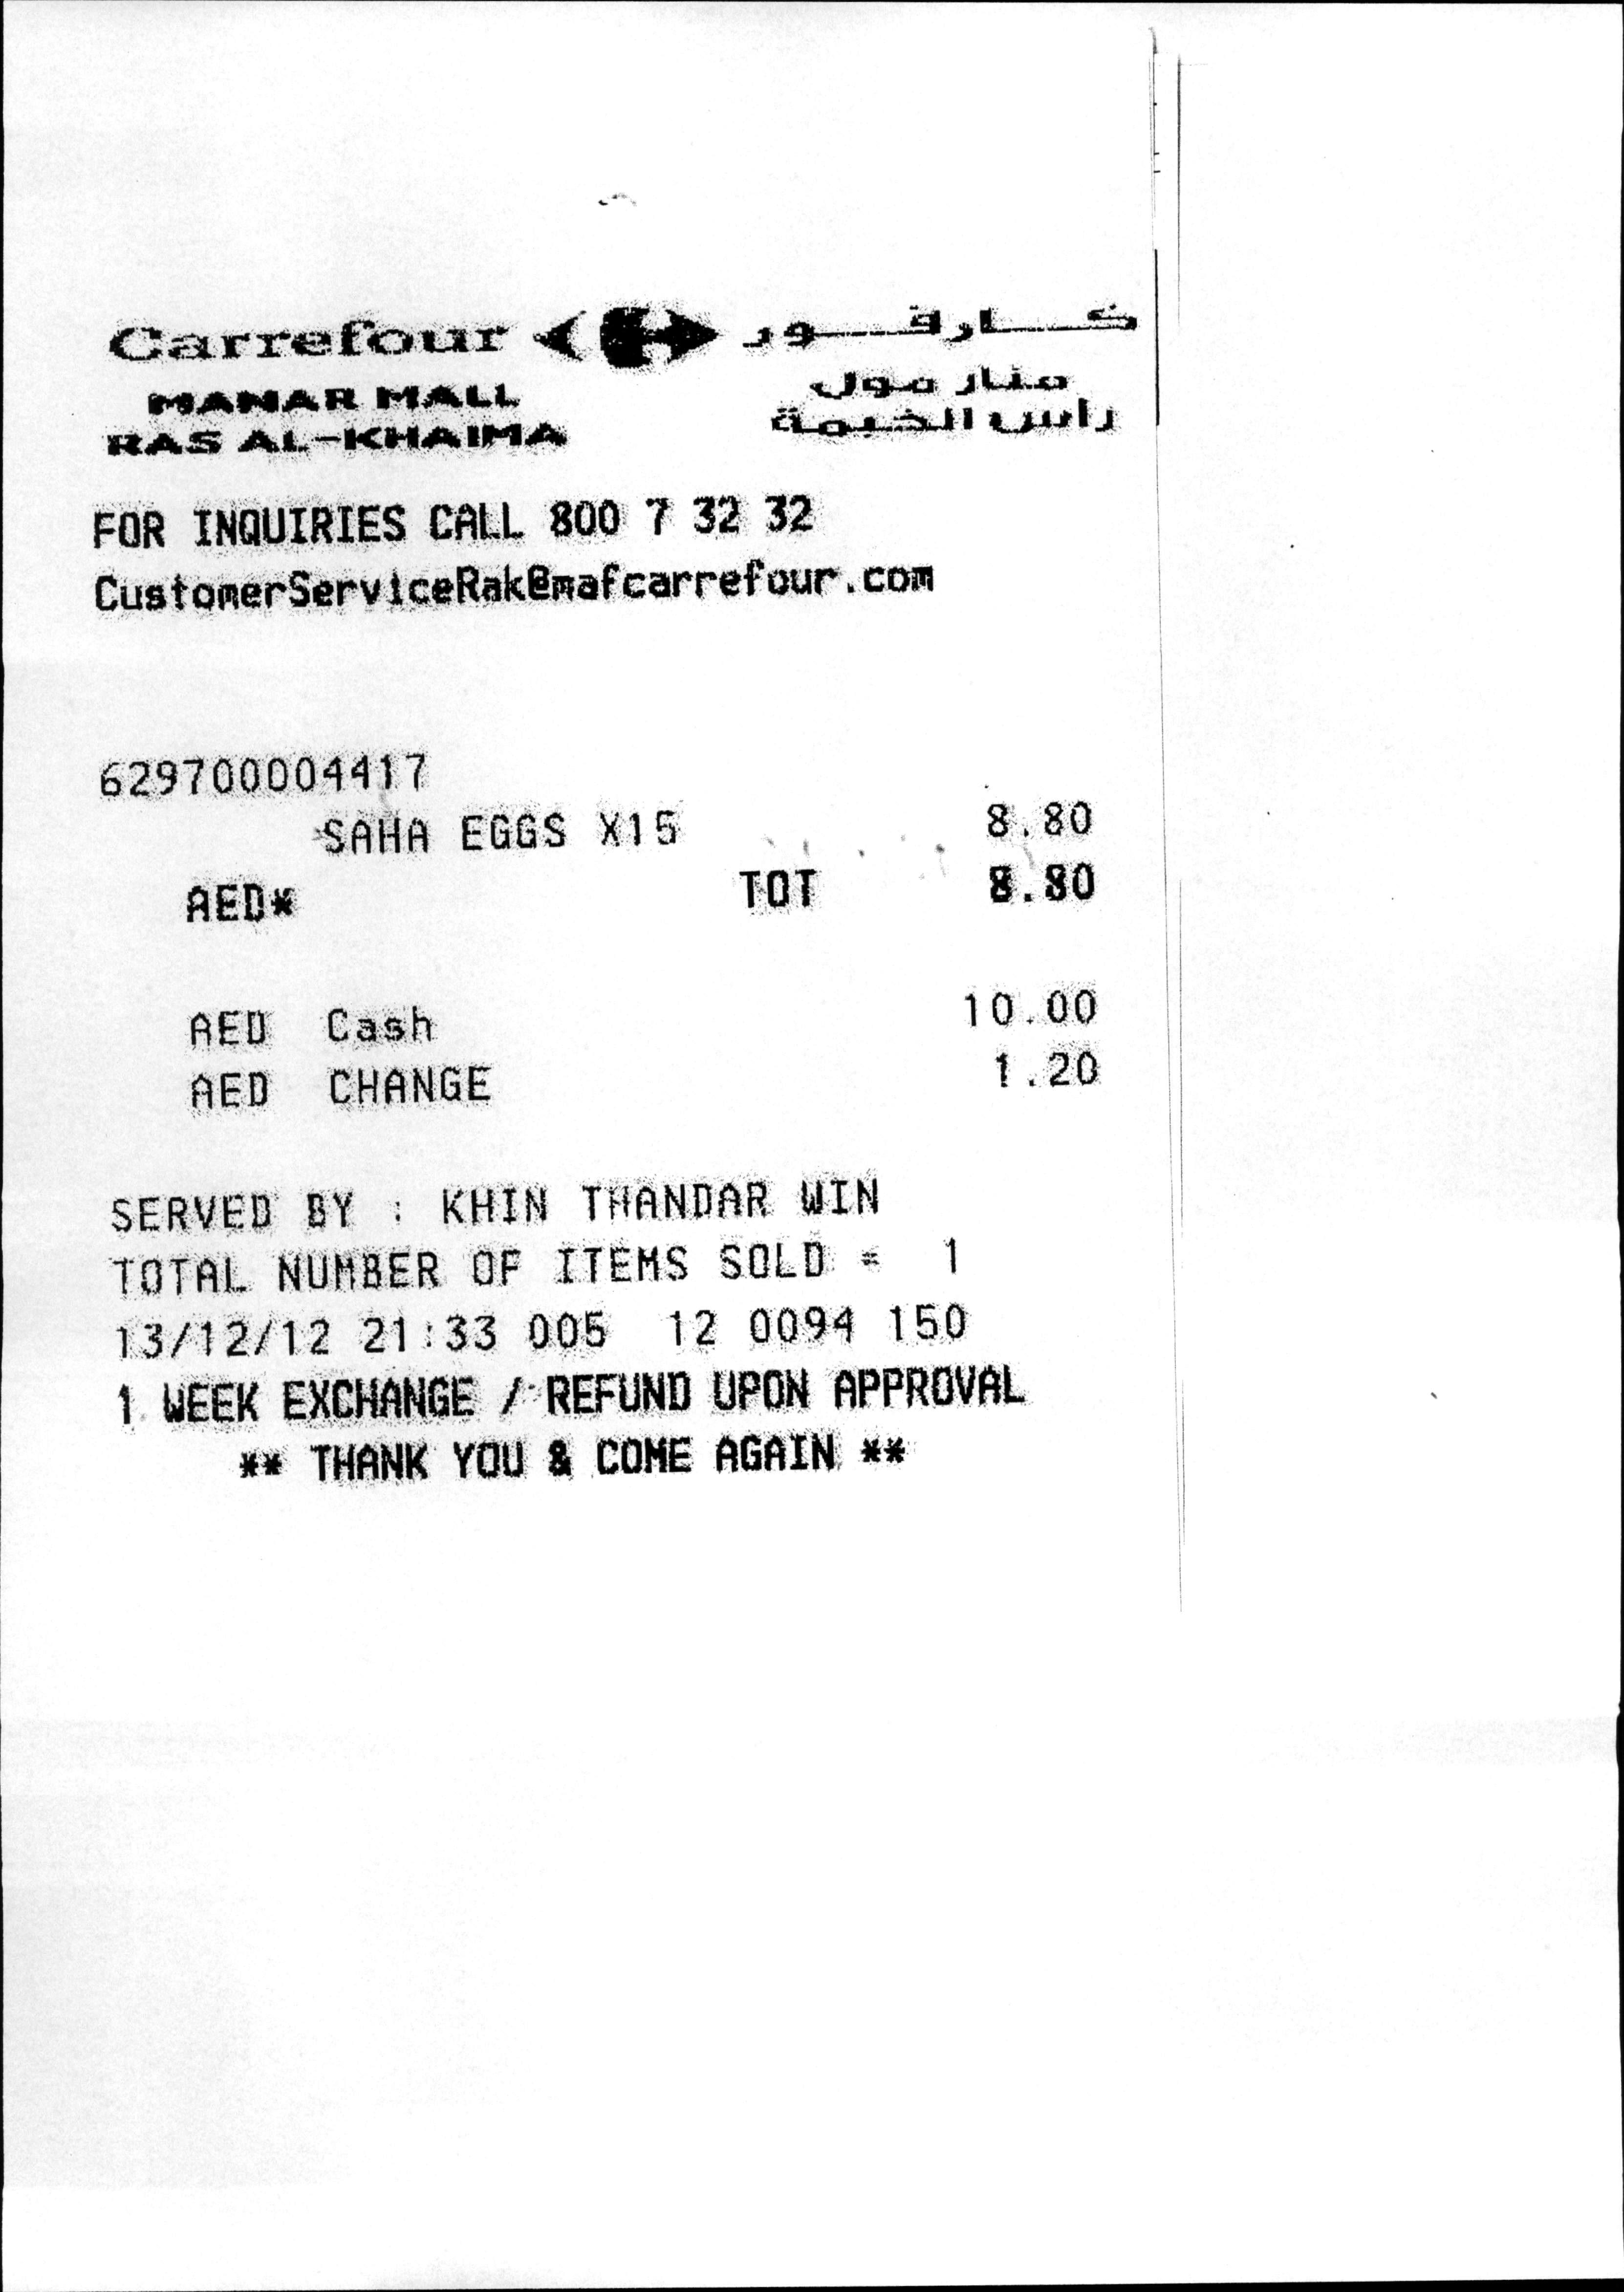 Carrefour كارفور
MANAR MALL منار مول
RAS AL-KHAIMA راس الخيمة
FOR INQUIRIES CALL 800 7 32 32
CustomerServiceRak@mafcarrefour.com
629700004417
SAHA EGGS X15 8.80
AED* TOT 8.80
AED Cash 10.00
AED CHANGE 1.20
SERVED BY : KHIN THANDAR WIN
TOTAL NUMBER OF ITEMS SOLD = 1
13/12/12 21:33 005 12 0094 150
1 WEEK EXCHANGE / REFUND UPON APPROVAL
** THANK YOU & COME AGAIN **